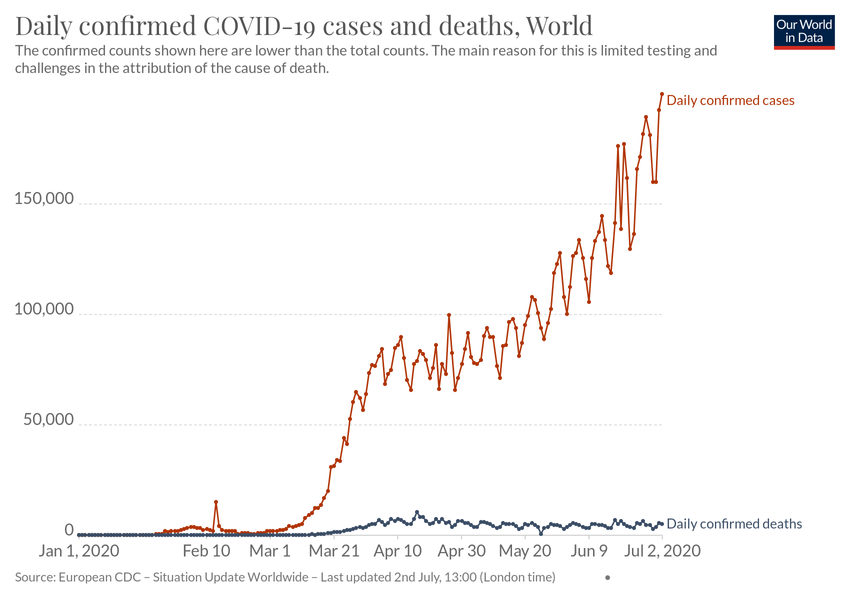 Daily confirmed COVID-19 cases and deaths, World
Our World
in Data
The confirmed counts shown here are lower than the total counts. The main reason for this is limited testing and
challenges in the attribution of the cause of death.
Daily confirmed cases
150,000
100,000
50,000
Daily confirmed deaths
0
Jan 1, 2020 Feb 10 Mar 1 Mar 21 Apr 10 Apr 30 May 20 Jun 9 Jul 2, 2020
Source: European CDC – Situation Update Worldwide – Last updated 2nd July, 13:00 (London time)